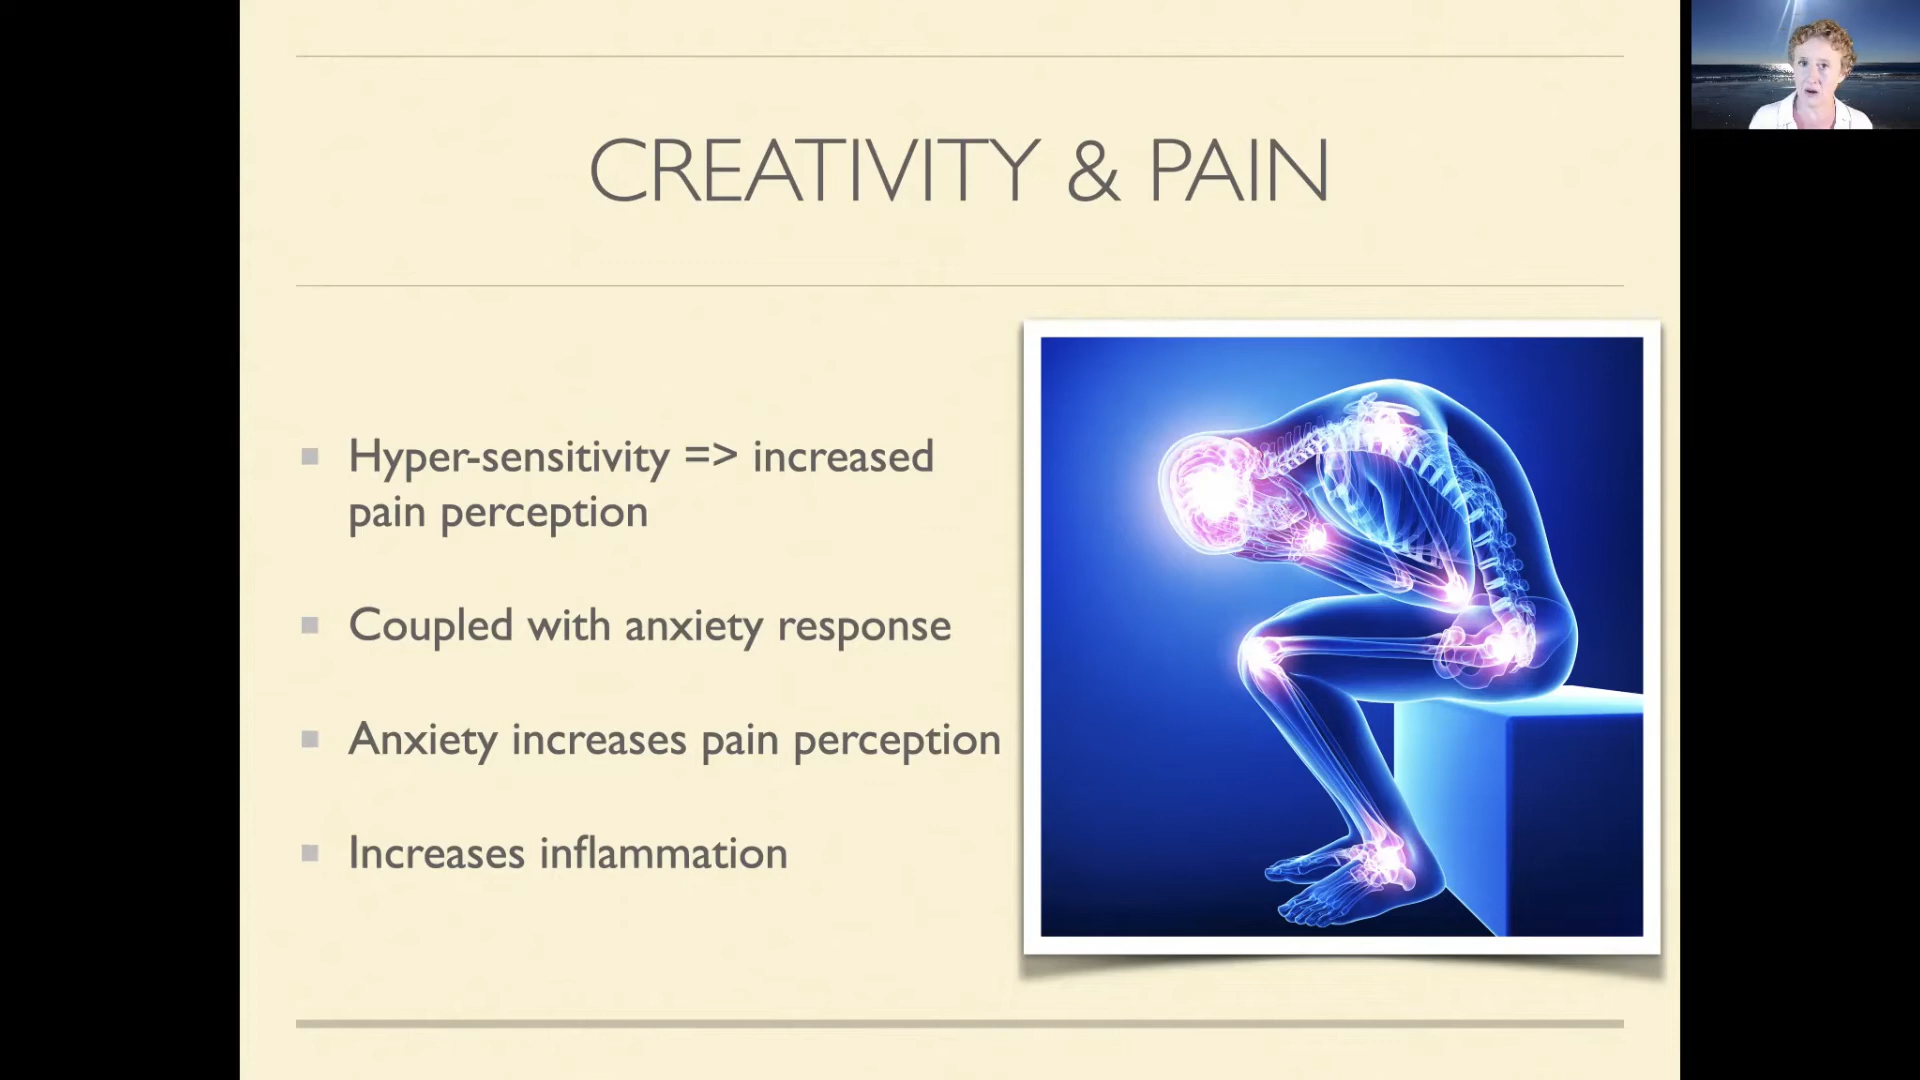 CREATIVITY & PAIN
Hyper-sensitivity => increased
pain perception
Coupled with anxiety response
Anxiety increases pain perception
Increases inflammation